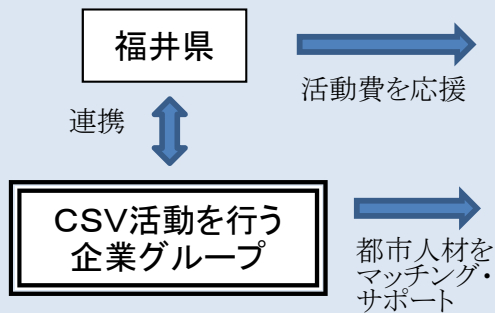 福井県
活動費を応援
連携
CSV活動を行う
企業グループ
都市人材を
マッチング・
サポート